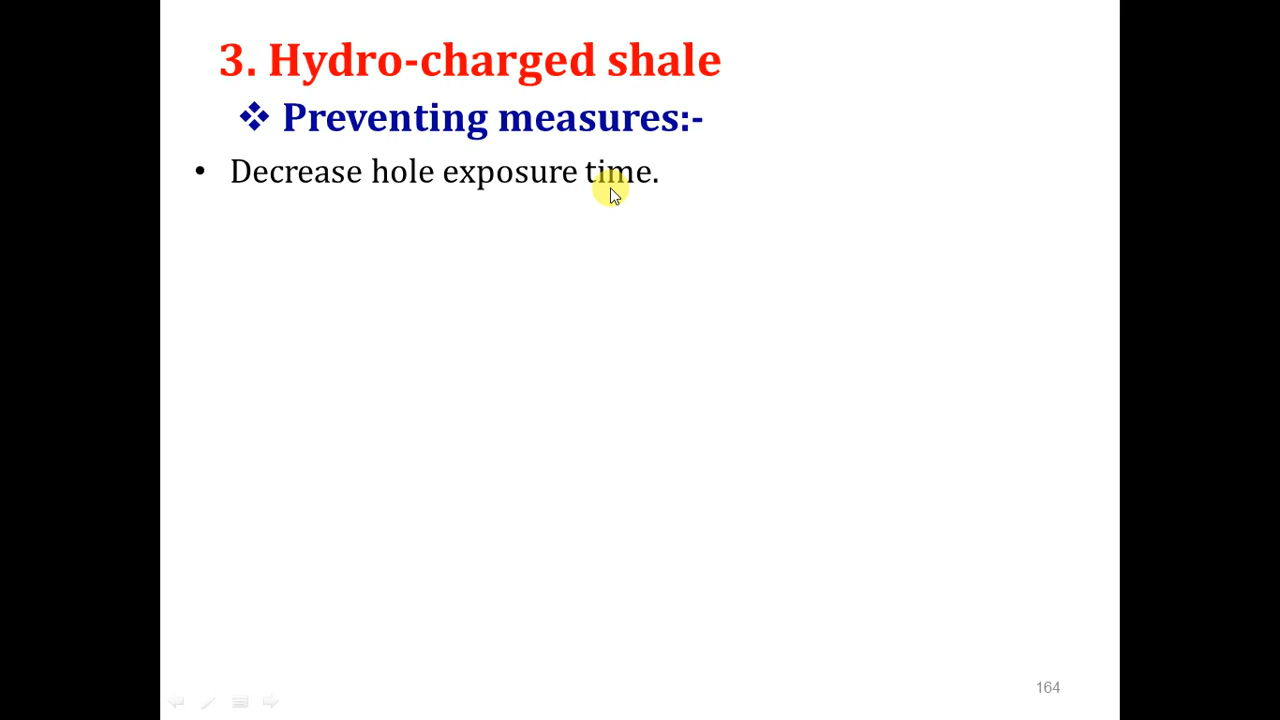 3. Hydro-charged shale
❖ Preventing measures:-
• Decrease hole exposure time.
164